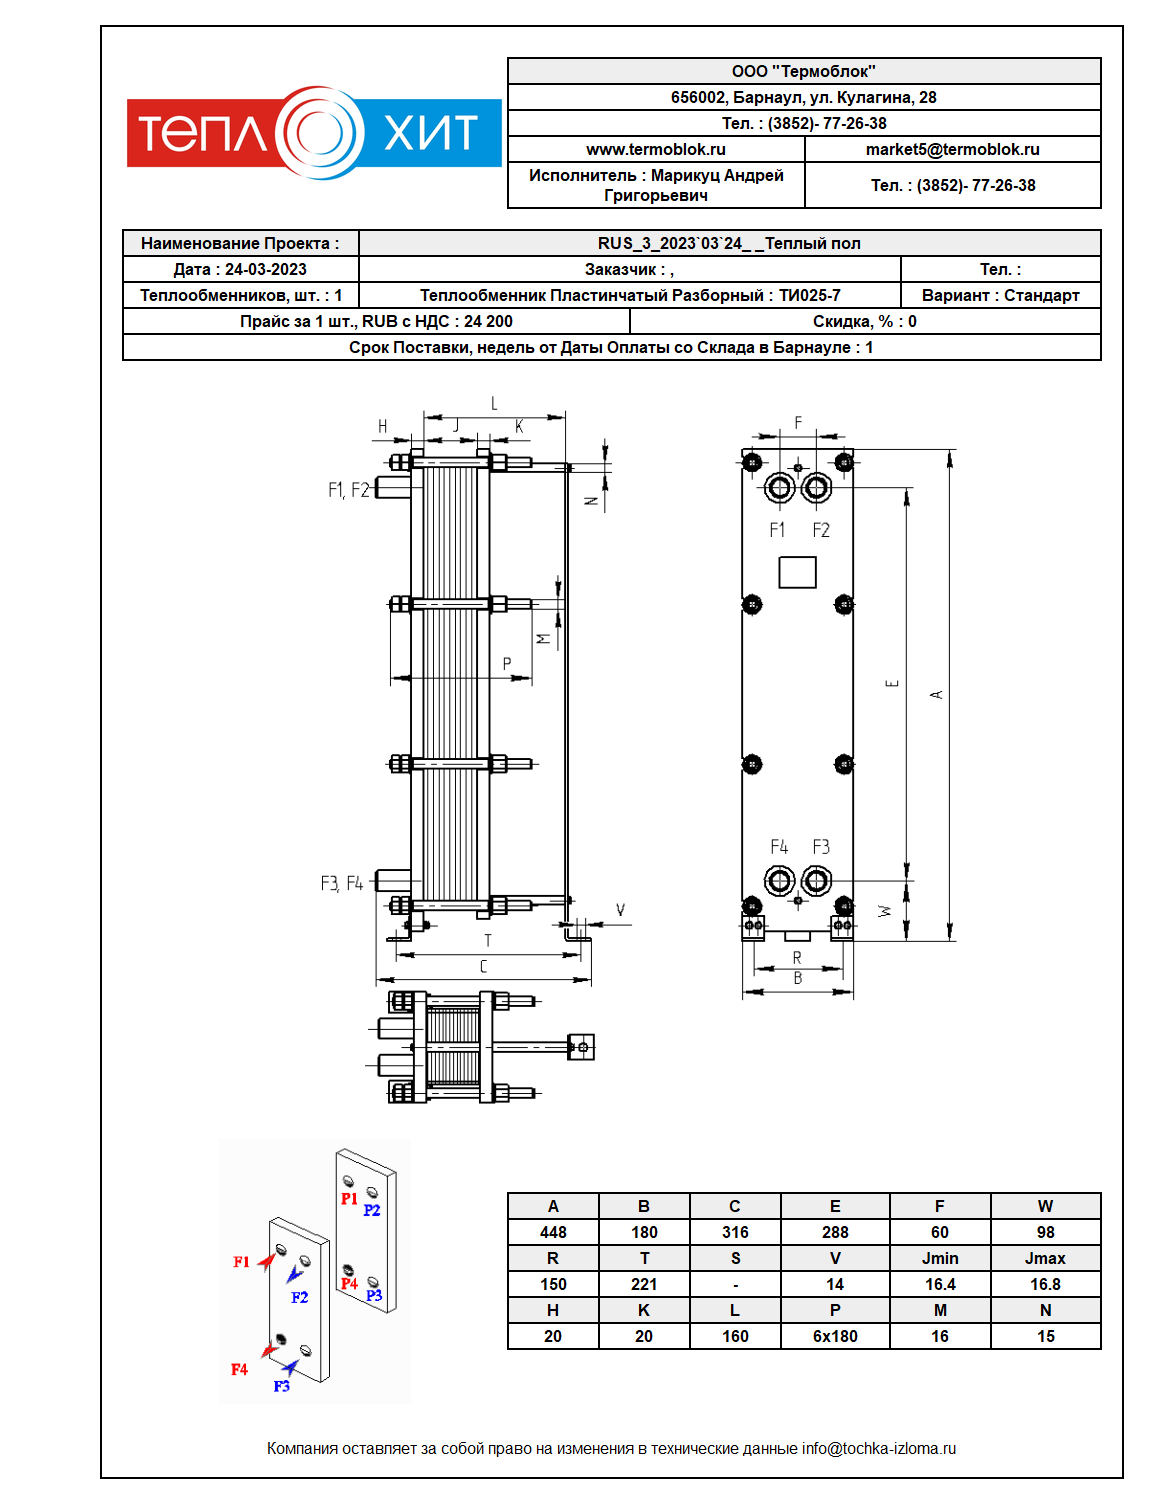 ТЕПЛО ХИТ
ООО "Термоблок"
656002, Барнаул, ул. Кулагина, 28
Тел. : (3852)- 77-26-38
www.termoblok.ru market5@termoblok.ru
Исполнитель : Марикуц Андрей
Григорьевич
Тел. : (3852)- 77-26-38
Наименование Проекта : RUS_3_2023`03`24_ _Теплый пол
Дата : 24-03-2023 Заказчик : , Тел. :
Теплообменников, шт. : 1 Теплообменник Пластинчатый Разборный : ТИ025-7 Вариант : Стандарт
Прайс за 1 шт., RUB с НДС : 24 200 Скидка, % : 0
Срок Поставки, недель от Даты Оплаты со Склада в Барнауле : 1
L
H J K
F1, F2
N
M
P
F3, F4
V
T
C
F
F1 F2
E
A
F4 F3
W
R
B
P1
P2
F1
F2
P4
P3
F4
F3
A B C E F W
448 180 316 288 60 98
R T S V Jmin Jmax
150 221 - 14 16.4 16.8
H K L P M N
20 20 160 6x180 16 15
Компания оставляет за собой право на изменения в технические данные info@tochka-izloma.ru